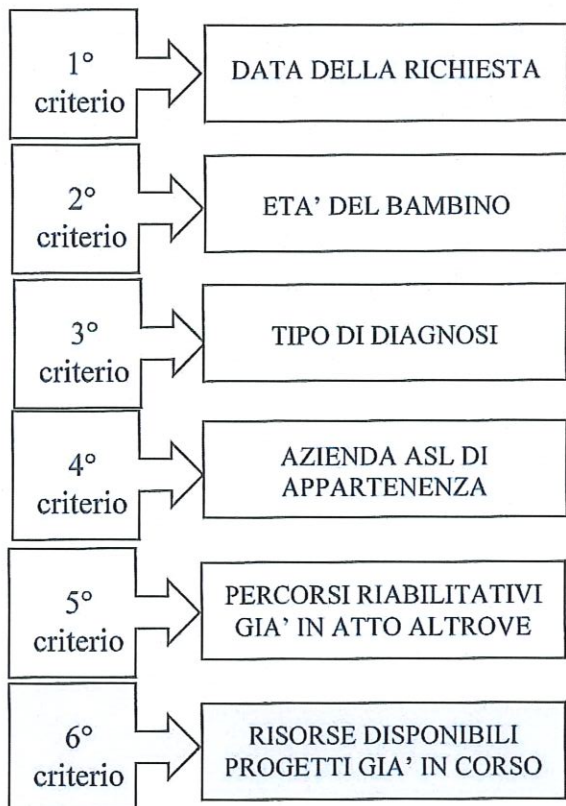 1°
criterio
DATA DELLA RICHIESTA
2°
criterio
ETA' DEL BAMBINO
3°
criterio
TIPO DI DIAGNOSI
4°
criterio
AZIENDA ASL DI
APPARTENENZA
5°
criterio
PERCORSI RIABILITATIVI
GIA' IN ATTO ALTROVE
6°
criterio
RISORSE DISPONIBILI
PROGETTI GIA' IN CORSO